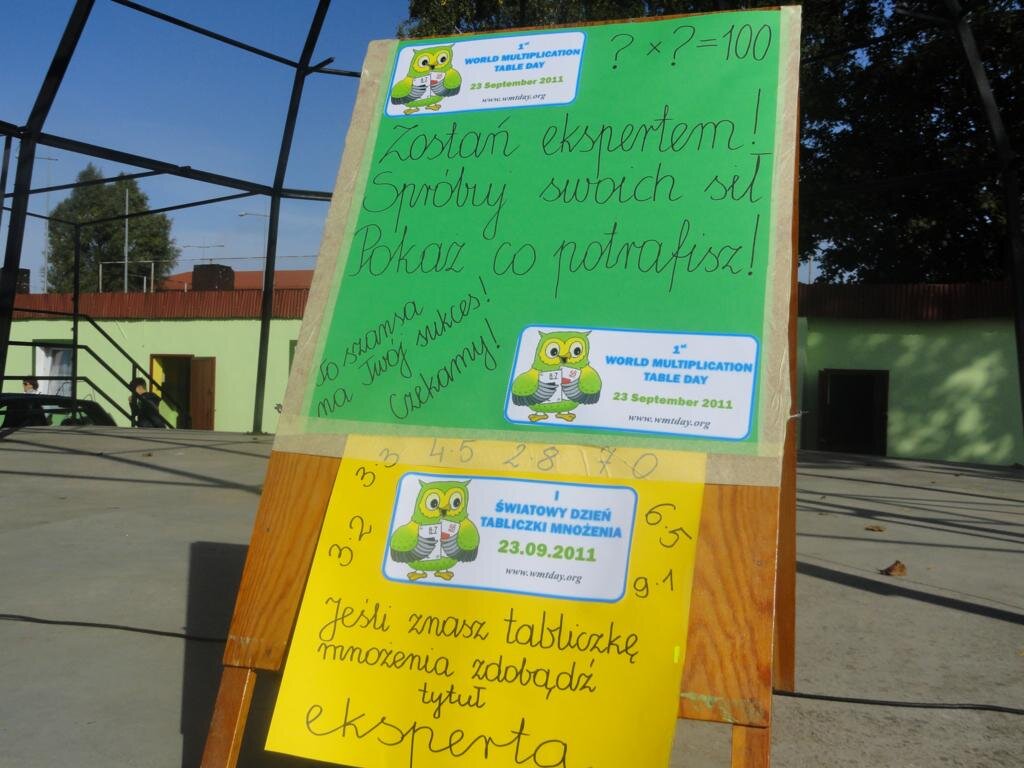 1st
WORLD MULTIPLICATION
TABLE DAY
23 September 2011
www.wmtday.org
? × ? = 100
Zostań ekspertem!
Spróbuj swoich sił
Pokaż co potrafisz!
To szansa
na Twój sukces!
Czekamy!
1st
WORLD MULTIPLICATION
TABLE DAY
23 September 2011
www.wmtday.org
3·3 4·5 2·8 7·0
3·2
6·5
9·1
I
ŚWIATOWY DZIEŃ
TABLICZKI MNOŻENIA
23.09.2011
www.wmtday.org
Jeśli znasz tabliczkę
mnożenia zdobądź
tytuł
eksperta